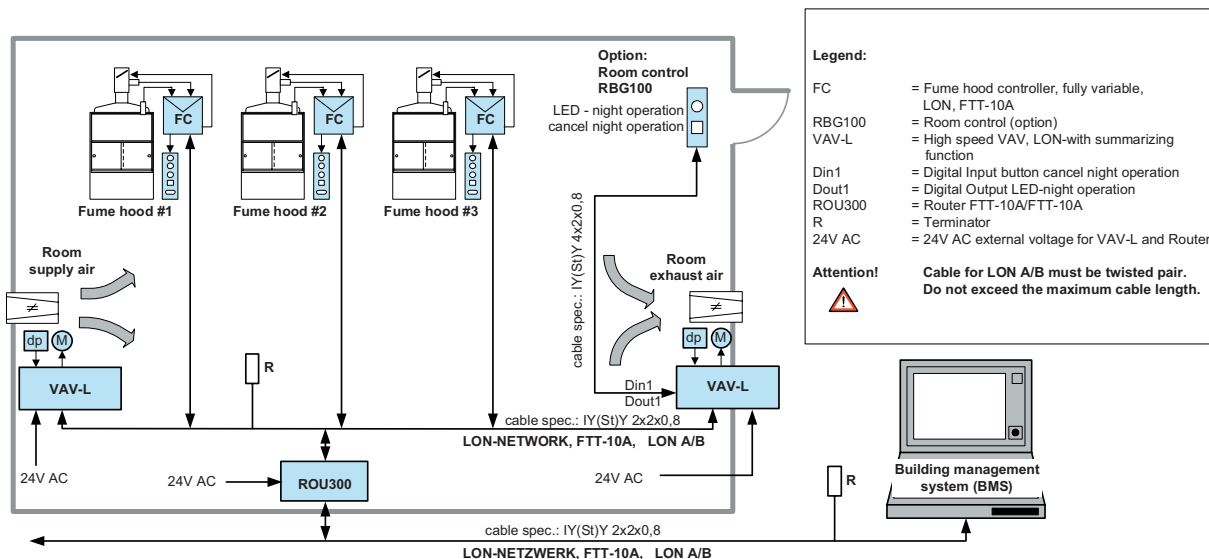 Option:
Room control
RBG100
LED - night operation
cancel night operation
FC
FC
FC
Fume hood #1
Fume hood #2
Fume hood #3
Room
supply air
≠
dp
M
VAV-L
24V AC
R
cable spec.: IY(St)Y 4x2x0,8
Room
exhaust air
≠
dp
M
Din1
Dout1
VAV-L
cable spec.: IY(St)Y 2x2x0,8
LON-NETWORK, FTT-10A, LON A/B
24V AC
ROU300
24V AC
cable spec.: IY(St)Y 2x2x0,8
LON-NETZWERK, FTT-10A, LON A/B
R
Building management
system (BMS)
Legend:
FC = Fume hood controller, fully variable,
LON, FTT-10A
RBG100 = Room control (option)
VAV-L = High speed VAV, LON-with summarizing
function
Din1 = Digital Input button cancel night operation
Dout1 = Digital Output LED-night operation
ROU300 = Router FTT-10A/FTT-10A
R = Terminator
24V AC = 24V AC external voltage for VAV-L and Router
Attention! Cable for LON A/B must be twisted pair.
Do not exceed the maximum cable length.
!